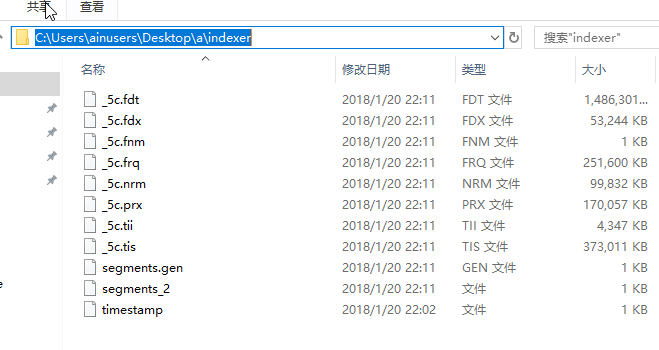 共享 查看
C:\Users\ainusers\Desktop\a\indexer 搜索"indexer"
名称 修改日期 类型 大小
_5c.fdt 2018/1/20 22:11 FDT 文件 1,486,301...
_5c.fdx 2018/1/20 22:11 FDX 文件 53,244 KB
_5c.fnm 2018/1/20 22:11 FNM 文件 1 KB
_5c.frq 2018/1/20 22:11 FRQ 文件 251,600 KB
_5c.nrm 2018/1/20 22:11 NRM 文件 99,832 KB
_5c.prx 2018/1/20 22:11 PRX 文件 170,057 KB
_5c.tii 2018/1/20 22:11 TII 文件 4,347 KB
_5c.tis 2018/1/20 22:11 TIS 文件 373,011 KB
segments.gen 2018/1/20 22:11 GEN 文件 1 KB
segments_2 2018/1/20 22:11 文件 1 KB
timestamp 2018/1/20 22:02 文件 1 KB